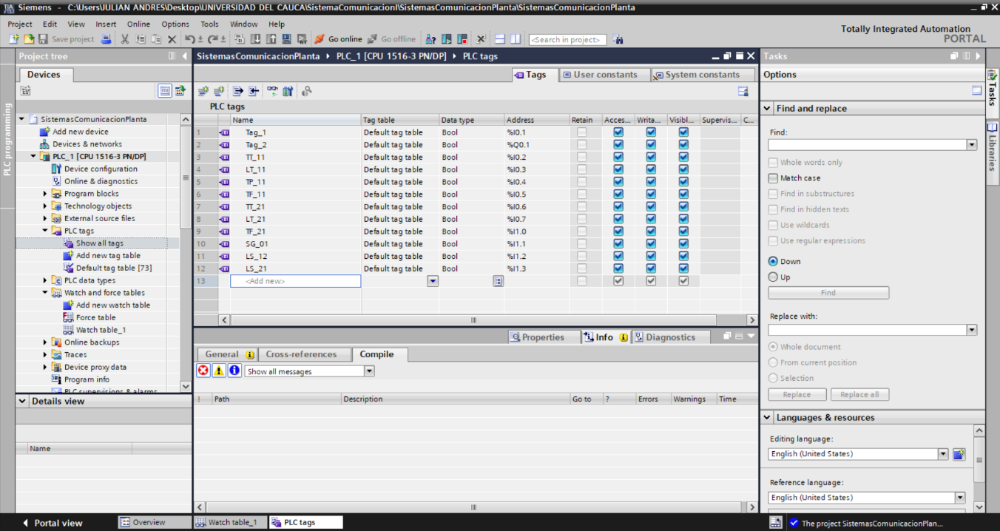 Siemens - C:\Users\JULIAN ANDRES\Desktop\UNIVERSIDAD DEL CAUCA\SistemaComunicacionI\SistemasComunicacionPlanta\SistemasComunicacionPlanta
Project Edit View Insert Online Options Tools Window Help
Totally Integrated Automation
PORTAL
Save project Go online Go offline <Search in project>
Project tree
Devices
PLC programming
SistemasComunicacionPlanta
Add new device
Devices & networks
PLC_1 [CPU 1516-3 PN/DP]
Device configuration
Online & diagnostics
Program blocks
Technology objects
External source files
PLC tags
Show all tags
Add new tag table
Default tag table [73]
PLC data types
Watch and force tables
Add new watch table
Force table
Watch_table_1
Online backups
Traces
Device proxy data
Program info
PLC supervisions & alarms
Details view
Name
SistemasComunicacionPlanta PLC_1 [CPU 1516-3 PN/DP] PLC tags
Tags User constants System constants
PLC tags
Name Tag table Data type Address Retain Acces... Writa... Visibl... Supervis... C...
1 Tag_1 Default tag table Bool %I0.1
2 Tag_2 Default tag table Bool %Q0.1
3 TT_11 Default tag table Bool %I0.2
4 LT_11 Default tag table Bool %I0.3
5 TP_11 Default tag table Bool %I0.4
6 TF_11 Default tag table Bool %I0.5
7 TT_21 Default tag table Bool %I0.6
8 LT_21 Default tag table Bool %I0.7
9 TF_21 Default tag table Bool %I1.0
10 SG_01 Default tag table Bool %I1.1
11 LS_12 Default tag table Bool %I1.2
12 LS_21 Default tag table Bool %I1.3
13 <Add new>
Properties Info Diagnostics
General Cross-references Compile
Show all messages
! Path Description Go to ? Errors Warnings Time
Tasks
Options
Find and replace
Find:
Whole words only
Match case
Find in substructures
Find in hidden texts
Use wildcards
Use regular expressions
Down
Up
Find
Replace with:
Whole document
From current position
Selection
Replace Replace all
Languages & resources
Editing language:
English (United States)
Reference language:
English (United States)
Tasks
Libraries
Portal view Overview Watch table_1 PLC tags The project SistemasComunicacionPlan...